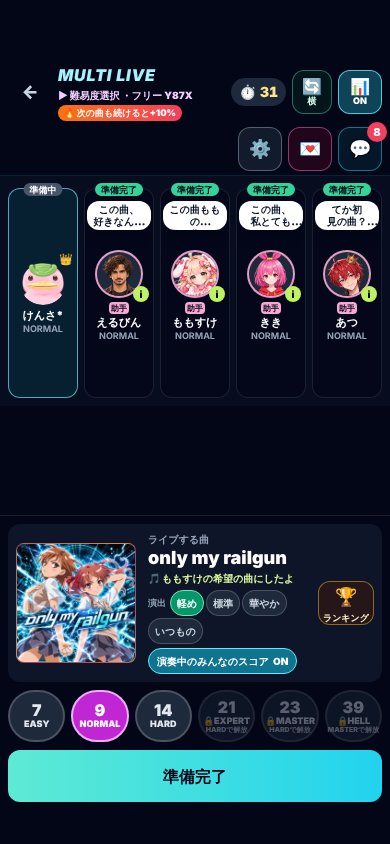 MULTI LIVE
▶ 難易度選択 ・フリー Y87X
🔥 次の曲も続けると+10%
⏱️ 31
🔄
横
📊
ON
⚙️
💌
💬
8
準備中
準備完了
準備完了
準備完了
準備完了
この曲、
好きなん...
この曲もも
の...
この曲、
私とても...
てか初
見の曲？...
👑
i
i
i
i
けんさ*
NORMAL
助手
えるびん
NORMAL
助手
ももすけ
NORMAL
助手
きき
NORMAL
助手
あつ
NORMAL
only my railgun
ライブする曲
only my railgun
🎵 ももすけの希望の曲にしたよ
演出
軽め
標準
華やか
いつもの
演奏中のみんなのスコア ON
🏆
ランキング
7
EASY
9
NORMAL
14
HARD
21
🔒EXPERT
HARDで解放
23
🔒MASTER
HARDで解放
39
🔒HELL
MASTERで解放
準備完了